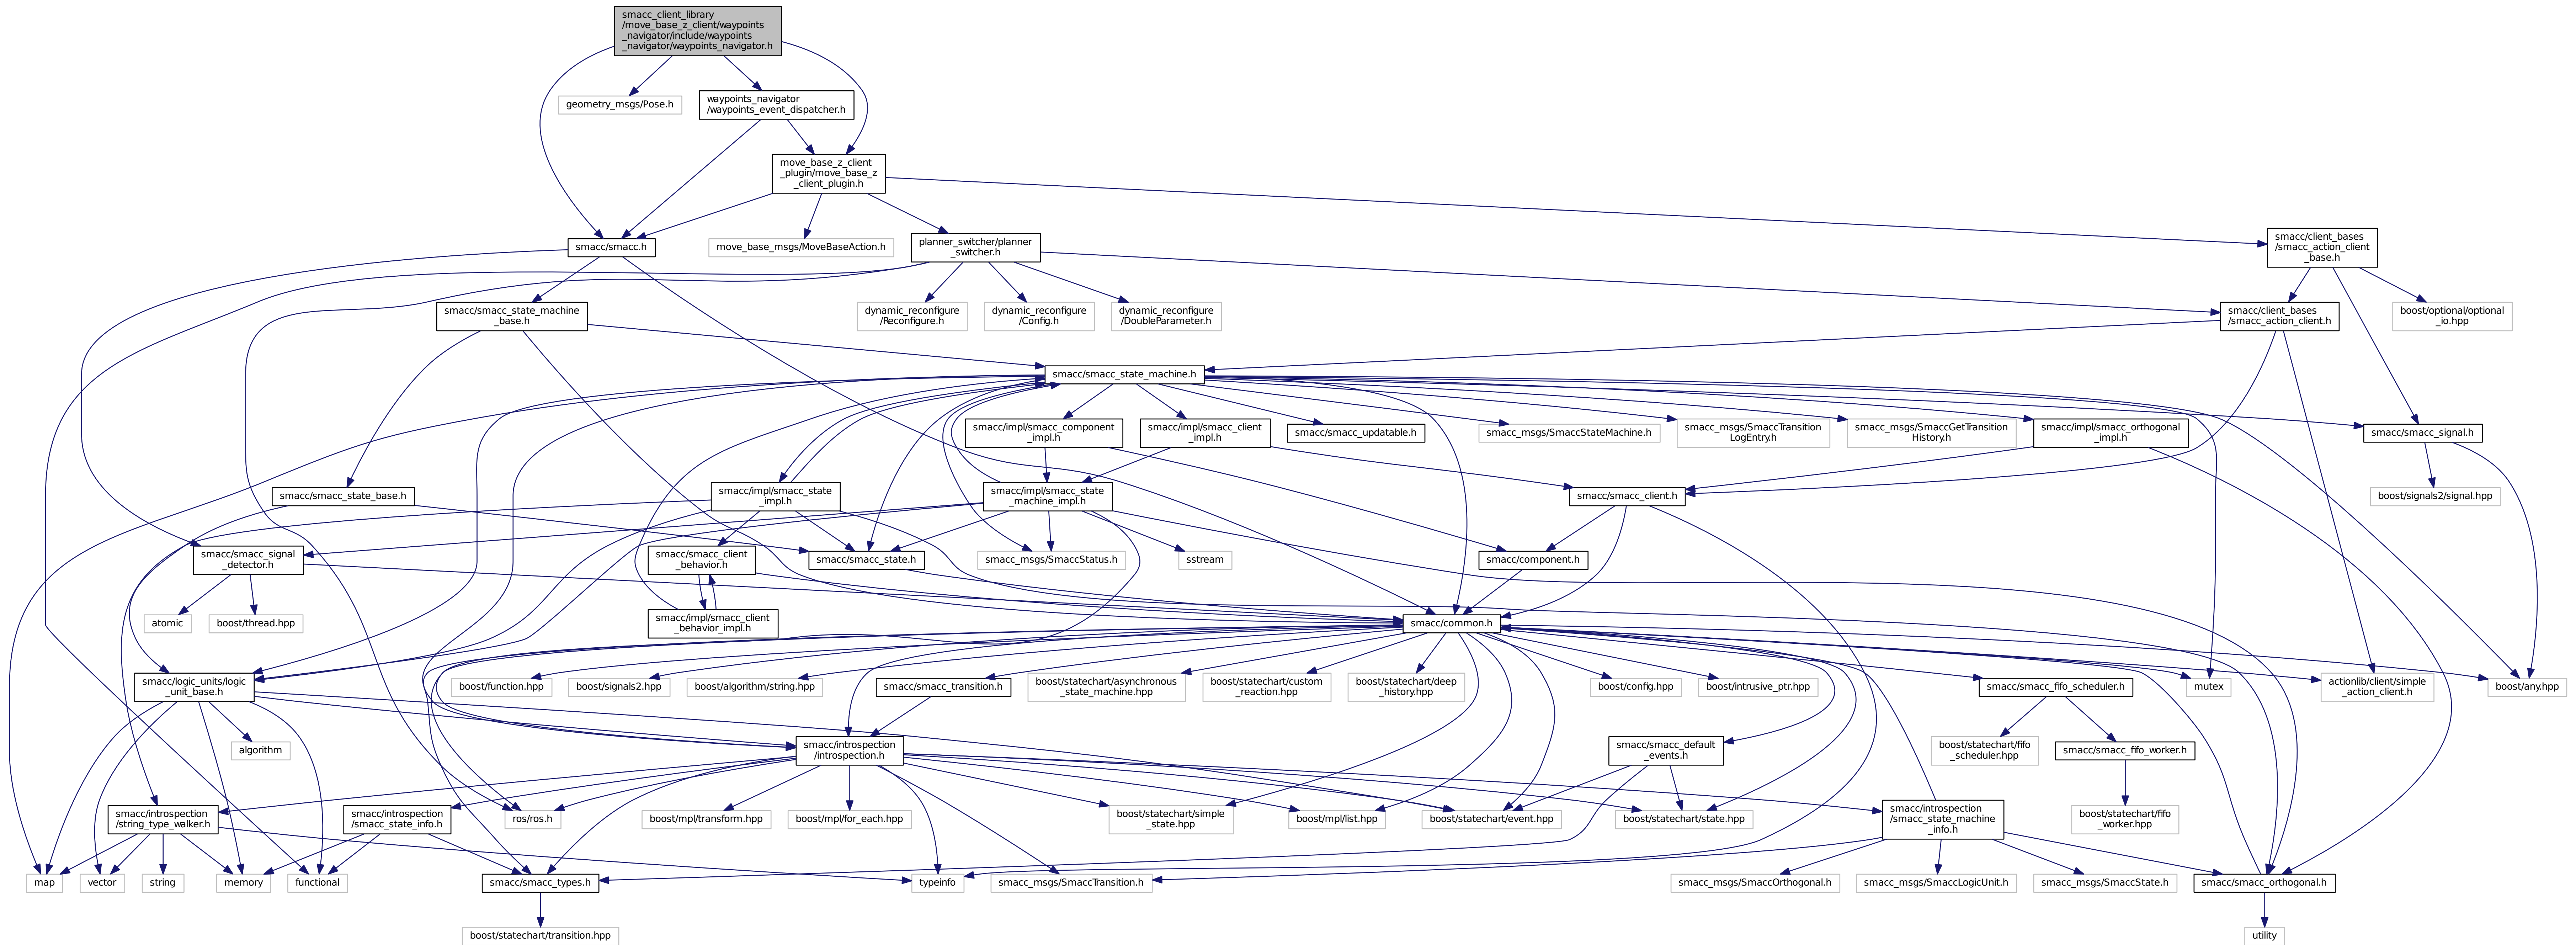 smacc_client_library
/move_base_z_client/waypoints
_navigator/include/waypoints
_navigator/waypoints_navigator.h
geometry_msgs/Pose.h
waypoints_navigator
/waypoints_event_dispatcher.h
move_base_z_client
_plugin/move_base_z
_client_plugin.h
smacc/smacc.h
move_base_msgs/MoveBaseAction.h
planner_switcher/planner
_switcher.h
smacc/client_bases
/smacc_action_client
_base.h
smacc/smacc_state_machine
_base.h
dynamic_reconfigure
/Reconfigure.h
dynamic_reconfigure
/Config.h
dynamic_reconfigure
/DoubleParameter.h
smacc/client_bases
/smacc_action_client.h
boost/optional/optional
_io.hpp
smacc/smacc_state_machine.h
smacc/impl/smacc_component
_impl.h
smacc/impl/smacc_client
_impl.h
smacc/smacc_updatable.h
smacc_msgs/SmaccStateMachine.h
smacc_msgs/SmaccTransition
LogEntry.h
smacc_msgs/SmaccGetTransition
History.h
smacc/impl/smacc_orthogonal
_impl.h
smacc/smacc_signal.h
smacc/smacc_state_base.h
smacc/impl/smacc_state
_impl.h
smacc/impl/smacc_state
_machine_impl.h
smacc/smacc_client.h
boost/signals2/signal.hpp
smacc/smacc_signal
_detector.h
smacc/smacc_client
_behavior.h
smacc/smacc_state.h
smacc_msgs/SmaccStatus.h
sstream
smacc/component.h
atomic
boost/thread.hpp
smacc/impl/smacc_client
_behavior_impl.h
smacc/common.h
smacc/logic_units/logic
_unit_base.h
boost/function.hpp
boost/signals2.hpp
boost/algorithm/string.hpp
smacc/smacc_transition.h
boost/statechart/asynchronous
_state_machine.hpp
boost/statechart/custom
_reaction.hpp
boost/statechart/deep
_history.hpp
boost/config.hpp
boost/intrusive_ptr.hpp
smacc/smacc_fifo_scheduler.h
mutex
actionlib/client/simple
_action_client.h
boost/any.hpp
algorithm
smacc/introspection
/introspection.h
smacc/smacc_default
_events.h
boost/statechart/fifo
_scheduler.hpp
smacc/smacc_fifo_worker.h
smacc/introspection
/string_type_walker.h
smacc/introspection
/smacc_state_info.h
ros/ros.h
boost/mpl/transform.hpp
boost/mpl/for_each.hpp
boost/statechart/simple
_state.hpp
boost/mpl/list.hpp
boost/statechart/event.hpp
boost/statechart/state.hpp
smacc/introspection
/smacc_state_machine
_info.h
boost/statechart/fifo
_worker.hpp
map
vector
string
memory
functional
smacc/smacc_types.h
typeinfo
smacc_msgs/SmaccTransition.h
smacc_msgs/SmaccOrthogonal.h
smacc_msgs/SmaccLogicUnit.h
smacc_msgs/SmaccState.h
smacc/smacc_orthogonal.h
boost/statechart/transition.hpp
utility